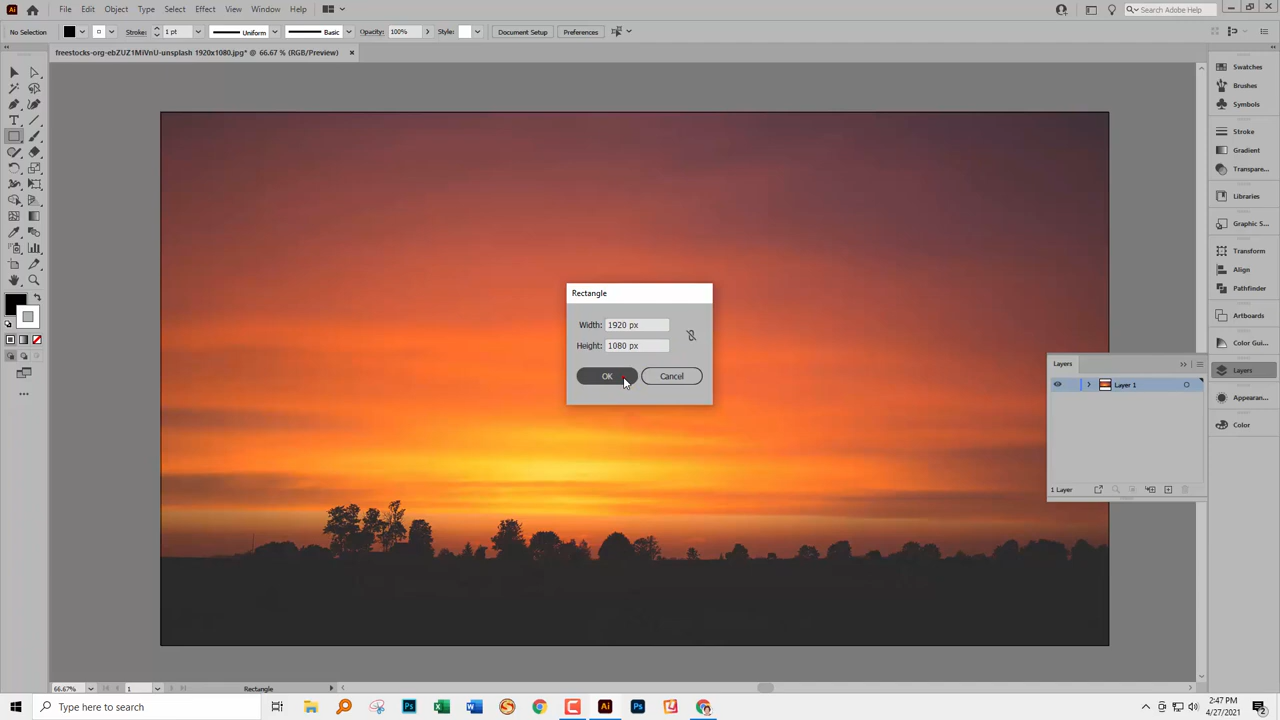 File Edit Object Type Select Effect View Window Help
Search Adobe Help
No Selection Stroke: 1 pt Uniform Basic Opacity: 100% Style: Document Setup Preferences
freestocks-org-ebZUZ1MiVnU-unsplash 1920x1080.jpg* @ 66.67 % (RGB/Preview)
Swatches
Brushes
Symbols
Stroke
Gradient
Transpare...
Libraries
Graphic S...
Transform
Align
Pathfinder
Artboards
Color Gui...
Layers
Appearan...
Color
Rectangle
Width: 1920 px
Height: 1080 px
OK Cancel
Layers
Layer 1
1 Layer
66.67% 1 Rectangle
Type here to search
2:47 PM
4/27/2021